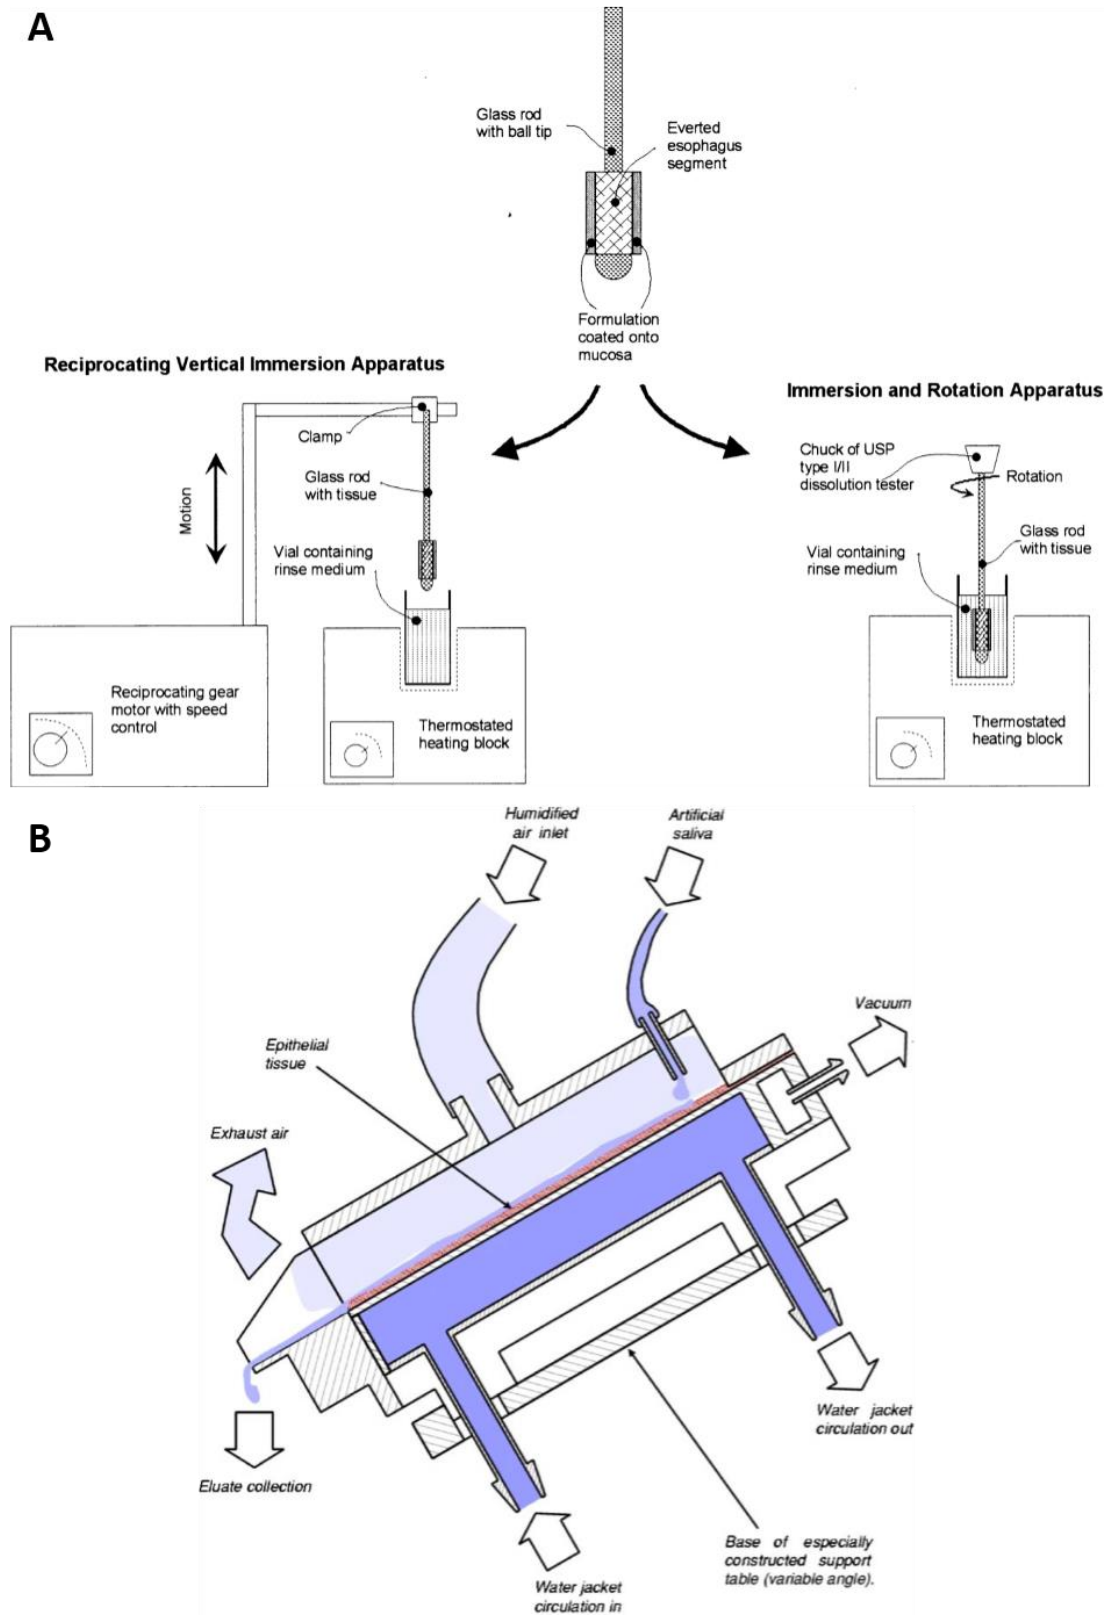 A
Glass rod
with ball tip
Everted
esophagus
segment
Formulation
coated onto
mucosa
Reciprocating Vertical Immersion Apparatus
Immersion and Rotation Apparatus
Clamp
Glass rod
with tissue
Motion
Vial containing
rinse medium
Reciprocating gear
motor with speed
control
Thermostated
heating block
Chuck of USP
type I/II
dissolution tester
Rotation
Glass rod
with tissue
Vial containing
rinse medium
Thermostated
heating block
B
Humidified
air inlet
Artificial
saliva
Vacuum
Epithelial
tissue
Exhaust air
Eluate collection
Water jacket
circulation out
Base of especially
constructed support
table (variable angle).
Water jacket
circulation in